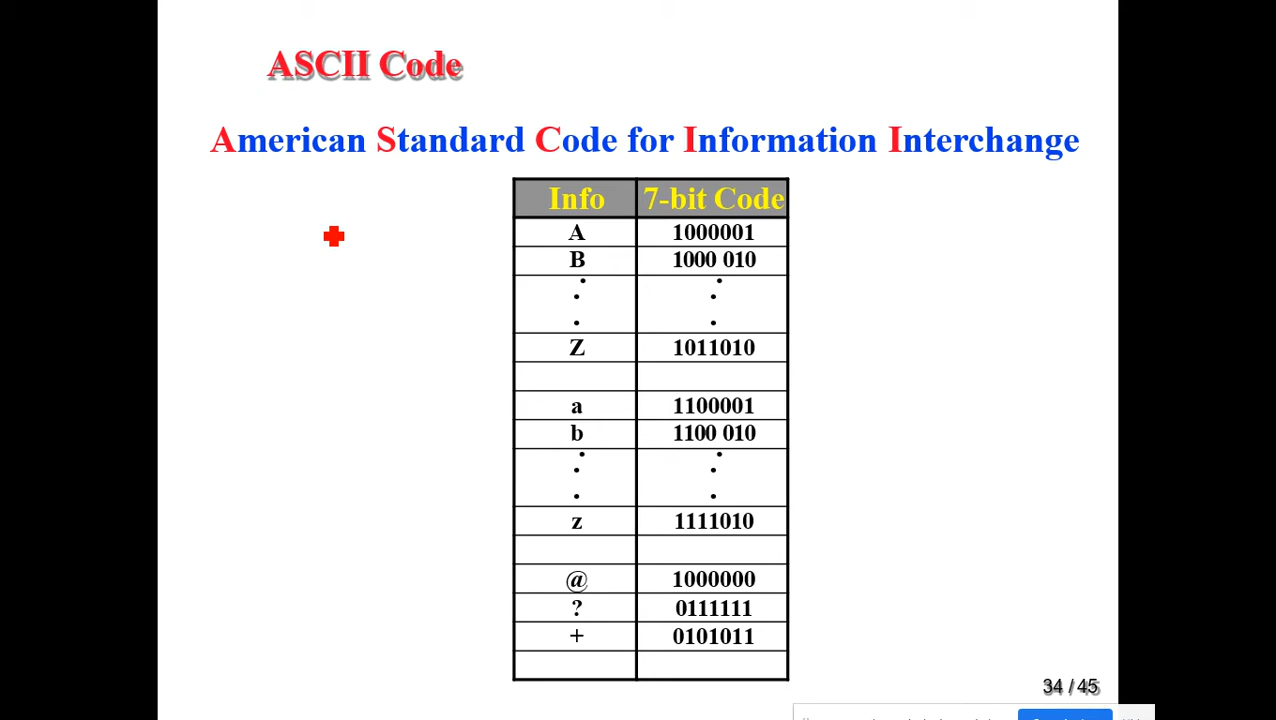 ASCII Code
American Standard Code for Information Interchange
Info 7-bit Code
A 1000001
B 1000 010
. .
. .
. .
Z 1011010
a 1100001
b 1100 010
. .
. .
. .
z 1111010
@ 1000000
? 0111111
+ 0101011
34 / 45